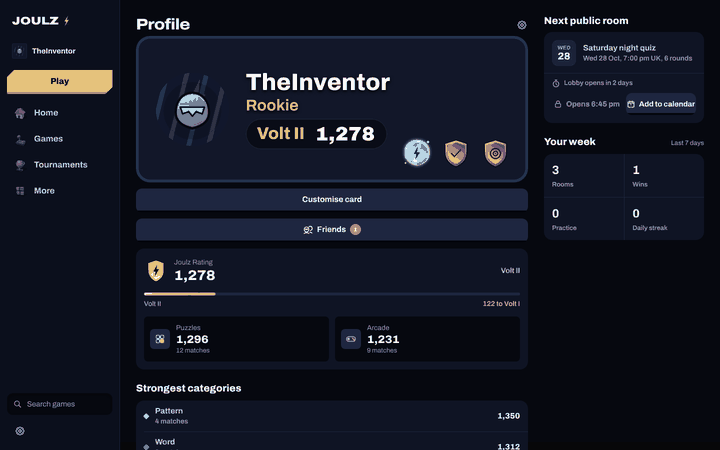 JOULZ
TheInventor
Play
Home
Games
Tournaments
More
Search games
Profile
TheInventor
Rookie
Volt II 1,278
Customise card
Friends 1
Joulz Rating
1,278
Volt II
Volt II
122 to Volt I
Puzzles
1,296
12 matches
Arcade
1,231
9 matches
Strongest categories
Pattern
4 matches
1,350
Word
1,312
Next public room
WED
28
Saturday night quiz
Wed 28 Oct, 7:00 pm UK, 6 rounds
Lobby opens in 2 days
Opens 6:45 pm
Add to calendar
Your week
Last 7 days
3
Rooms
1
Wins
0
Practice
0
Daily streak